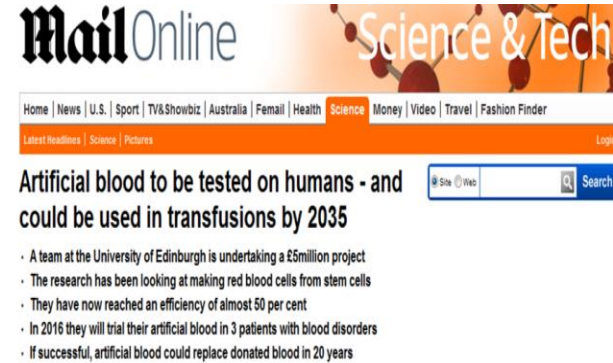 Mail Online
Science & Tech
Home | News | U.S. | Sport | TV&Showbiz | Australia | Femail | Health | Science | Money | Video | Travel | Fashion Finder
Latest Headlines | Science | Pictures
Login
Artificial blood to be tested on humans - and
could be used in transfusions by 2035
Site Web Search
· A team at the University of Edinburgh is undertaking a £5million project
· The research has been looking at making red blood cells from stem cells
· They have now reached an efficiency of almost 50 per cent
· In 2016 they will trial their artificial blood in 3 patients with blood disorders
· If successful, artificial blood could replace donated blood in 20 years